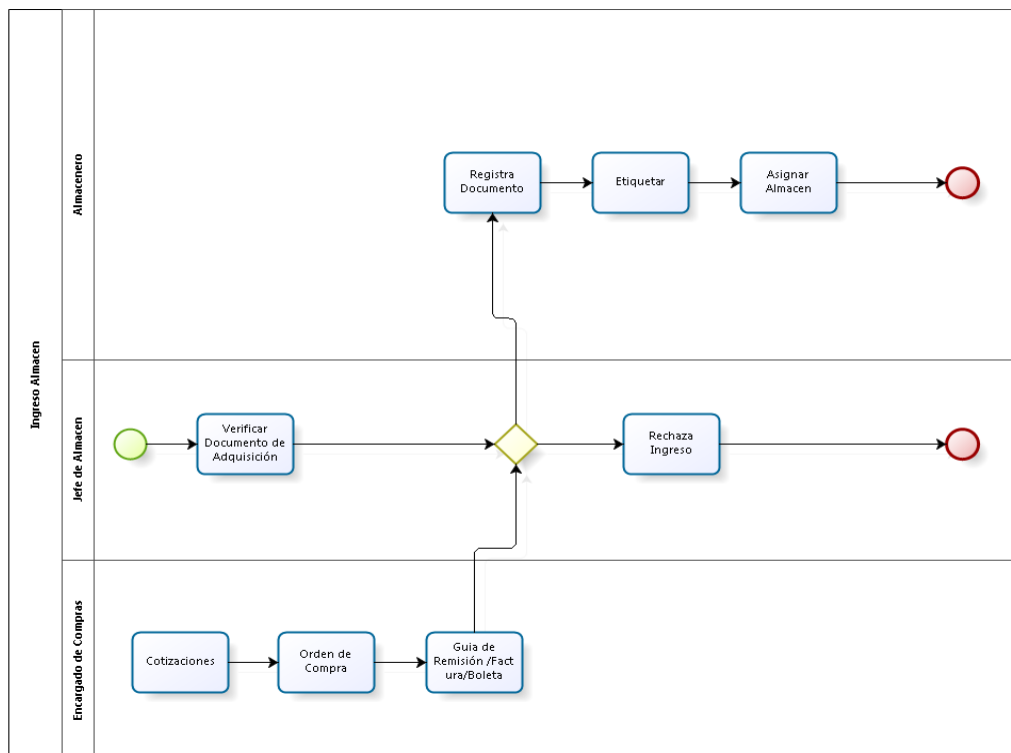 Ingreso Almacen
Almacenero
Registra
Documento
Etiquetar
Asignar
Almacen
Jefe de Almacen
Verificar
Documento de
Adquisición
Rechaza
Ingreso
Encargado de Compras
Cotizaciones
Orden de
Compra
Guia de
Remisión /Fact
ura/Boleta